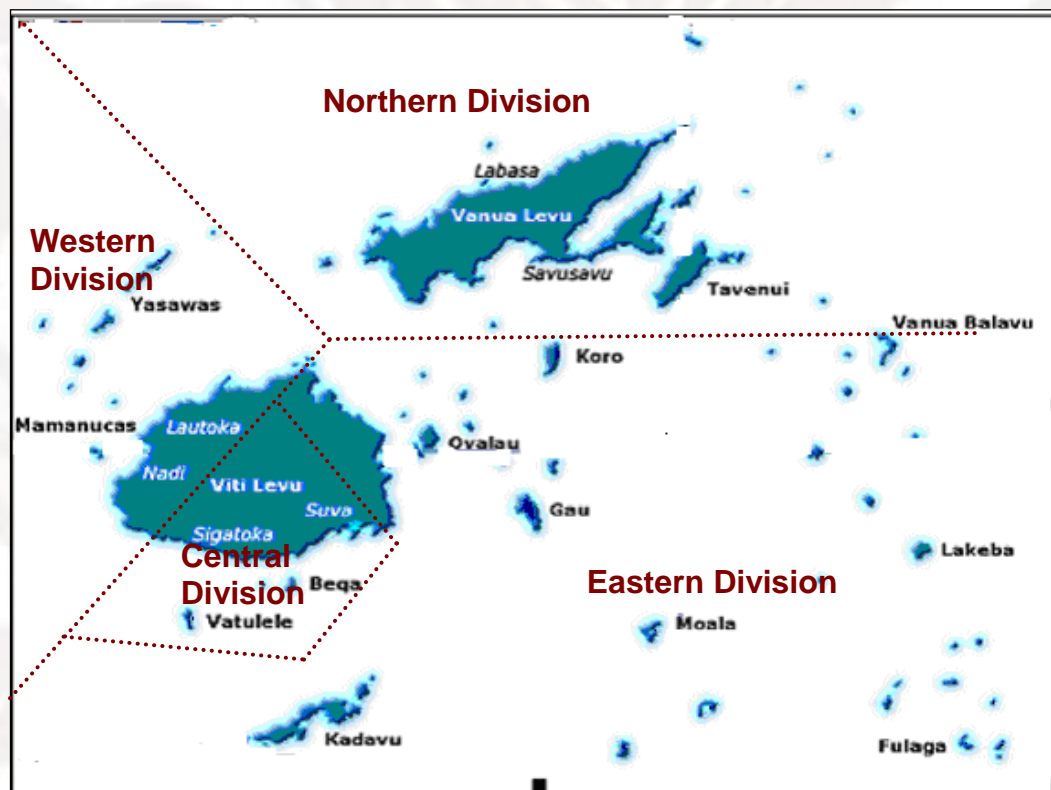 Northern Division
Labasa
Vanua Levu
Western
Division
Savusavu
Yasawas
Tavenui
Vanua Balavu
Koro
Mamanucas
Lautoka
Ovalau
Nadi
Viti Levu
Suva
Gau
Sigatoka
Central
Division
Beqa
Lakeba
Eastern Division
Vatulele
Moala
Kadavu
Fulaga